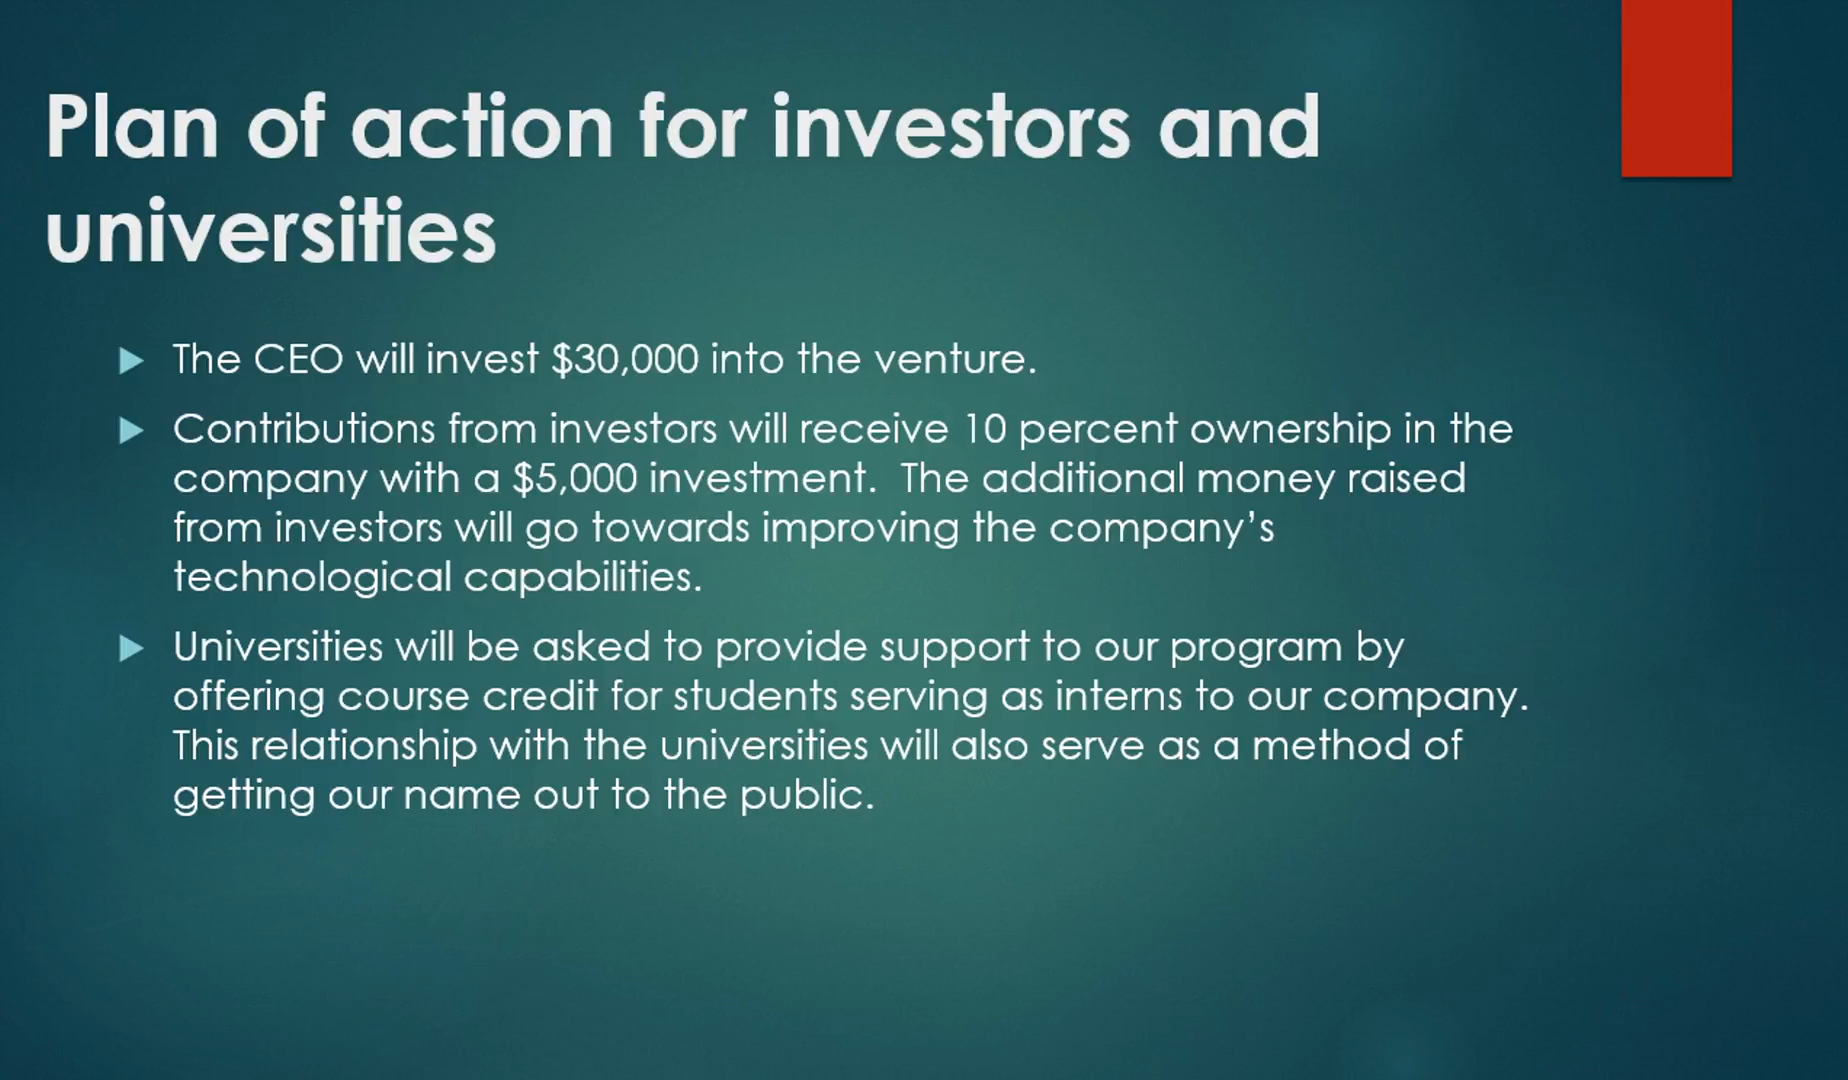 Plan of action for investors and
universities
The CEO will invest $30,000 into the venture.
Contributions from investors will receive 10 percent ownership in the
company with a $5,000 investment.  The additional money raised
from investors will go towards improving the company’s
technological capabilities.
Universities will be asked to provide support to our program by
offering course credit for students serving as interns to our company.
This relationship with the universities will also serve as a method of
getting our name out to the public.